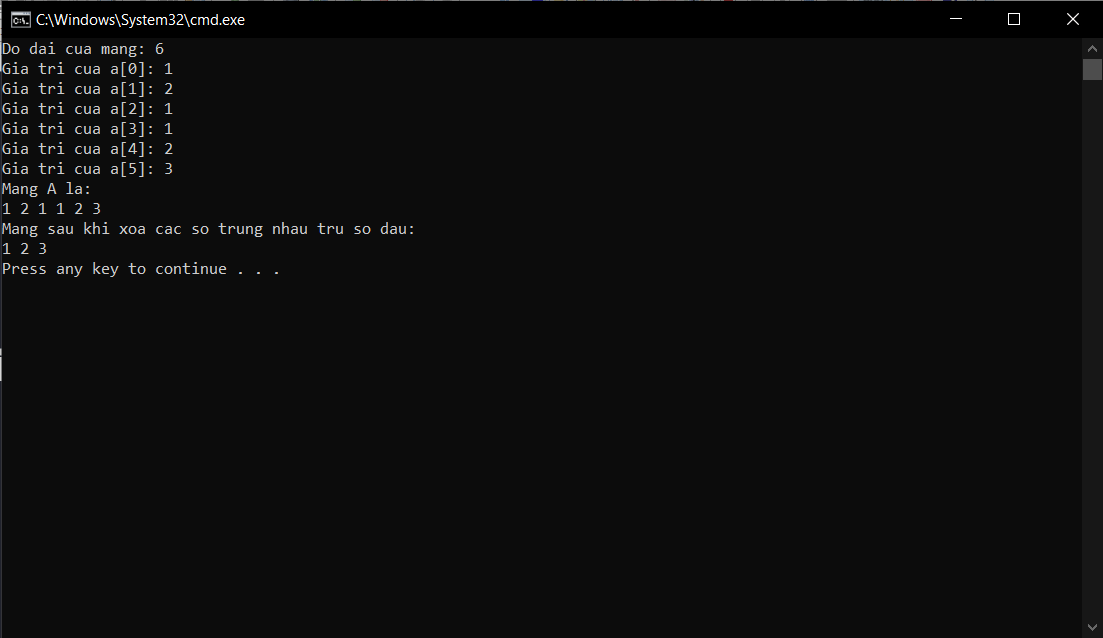 C:\Windows\System32\cmd.exe
Do dai cua mang: 6
Gia tri cua a[0]: 1
Gia tri cua a[1]: 2
Gia tri cua a[2]: 1
Gia tri cua a[3]: 1
Gia tri cua a[4]: 2
Gia tri cua a[5]: 3
Mang A la:
1 2 1 1 2 3
Mang sau khi xoa cac so trung nhau tru so dau:
1 2 3
Press any key to continue . . .